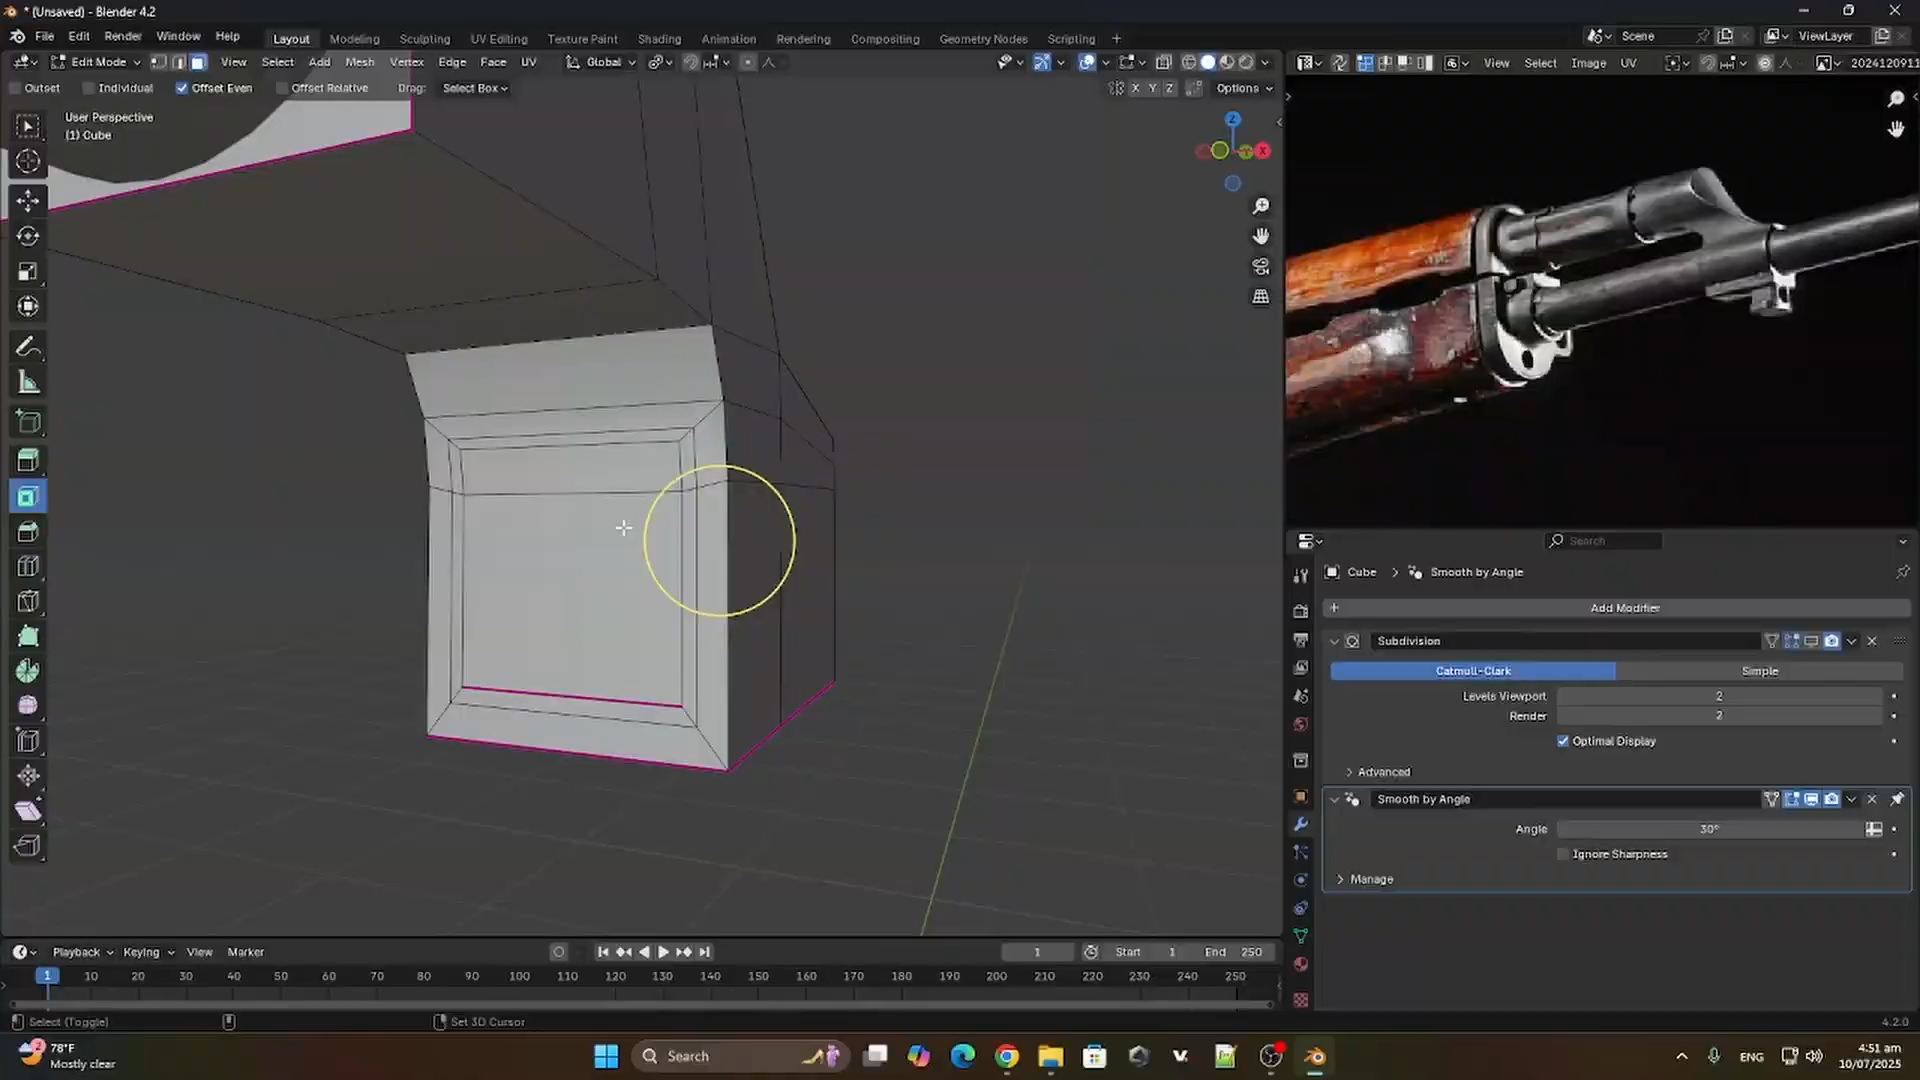 * (Unsaved) - Blender 4.2
File Edit Render Window Help
Layout Modeling Sculpting UV Editing Texture Paint Shading Animation Rendering Compositing Geometry Nodes Scripting +
Scene
ViewLayer
Edit Mode View Select Add Mesh Vertex Edge Face UV Global
View Select Image UV 2024120911
Outset Individual Offset Even Offset Relative Drag: Select Box
X Y Z Options
User Perspective
(1) Cube
Z
X
Search
Cube > Smooth by Angle
Add Modifier
Subdivision
Catmull-Clark Simple
Levels Viewport 2
Render 2
Optimal Display
Advanced
Smooth by Angle
Angle 30°
Ignore Sharpness
Manage
Playback Keying View Marker
1 Start 1 End 250
1 10 20 30 40 50 60 70 80 90 100 110 120 130 140 150 160 170 180 190 200 210 220 230 240 250
Select (Toggle)
Set 3D Cursor
4.2.0
2
78°F
Mostly clear
Search
ENG
4:51 am
10/07/2025